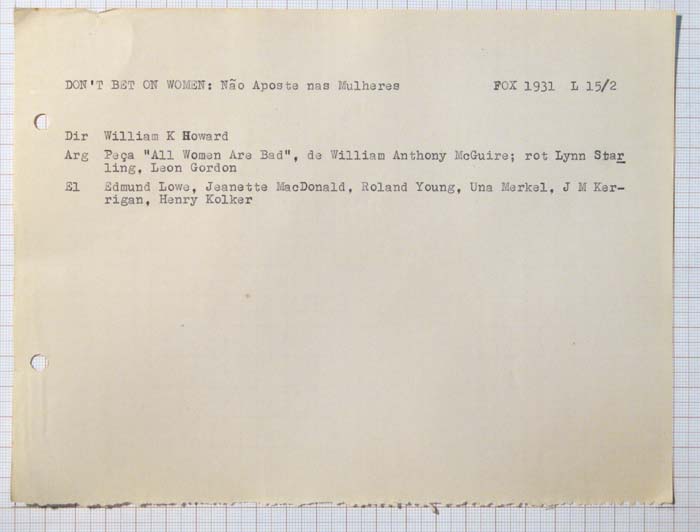 DON'T BET ON WOMEN: Não Aposte nas Mulheres FOX 1931 L 15/2
Dir William K Howard
Arg Peça "All Women Are Bad", de William Anthony McGuire; rot Lynn Star
ling, Leon Gordon
El Edmund Lowe, Jeanette MacDonald, Roland Young, Una Merkel, J M Ker-
rigan, Henry Kolker